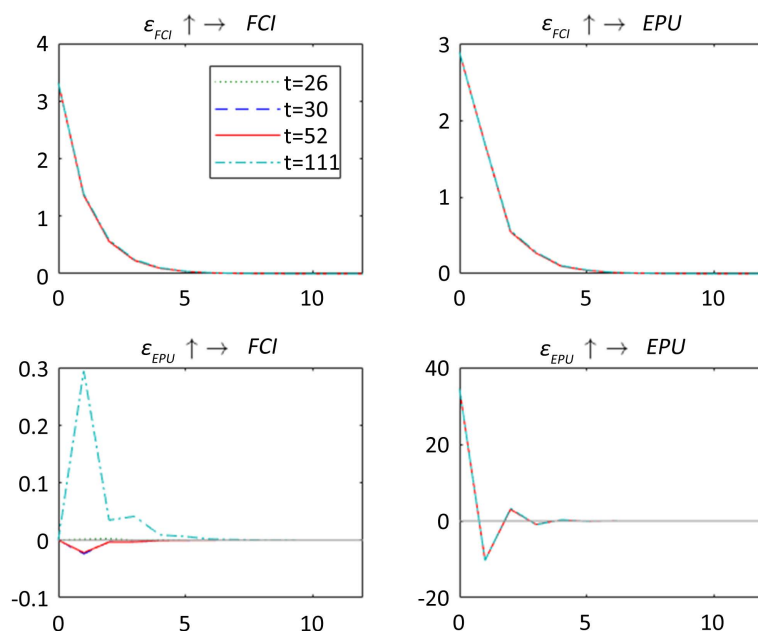 ε_FCI ↑ → FCI
4
3
2
1
0
0 5 10
t=26
t=30
t=52
t=111
ε_FCI ↑ → EPU
3
2
1
0
0 5 10
ε_EPU ↑ → FCI
0.3
0.2
0.1
0
-0.1
0 5 10
ε_EPU ↑ → EPU
40
20
0
-20
0 5 10